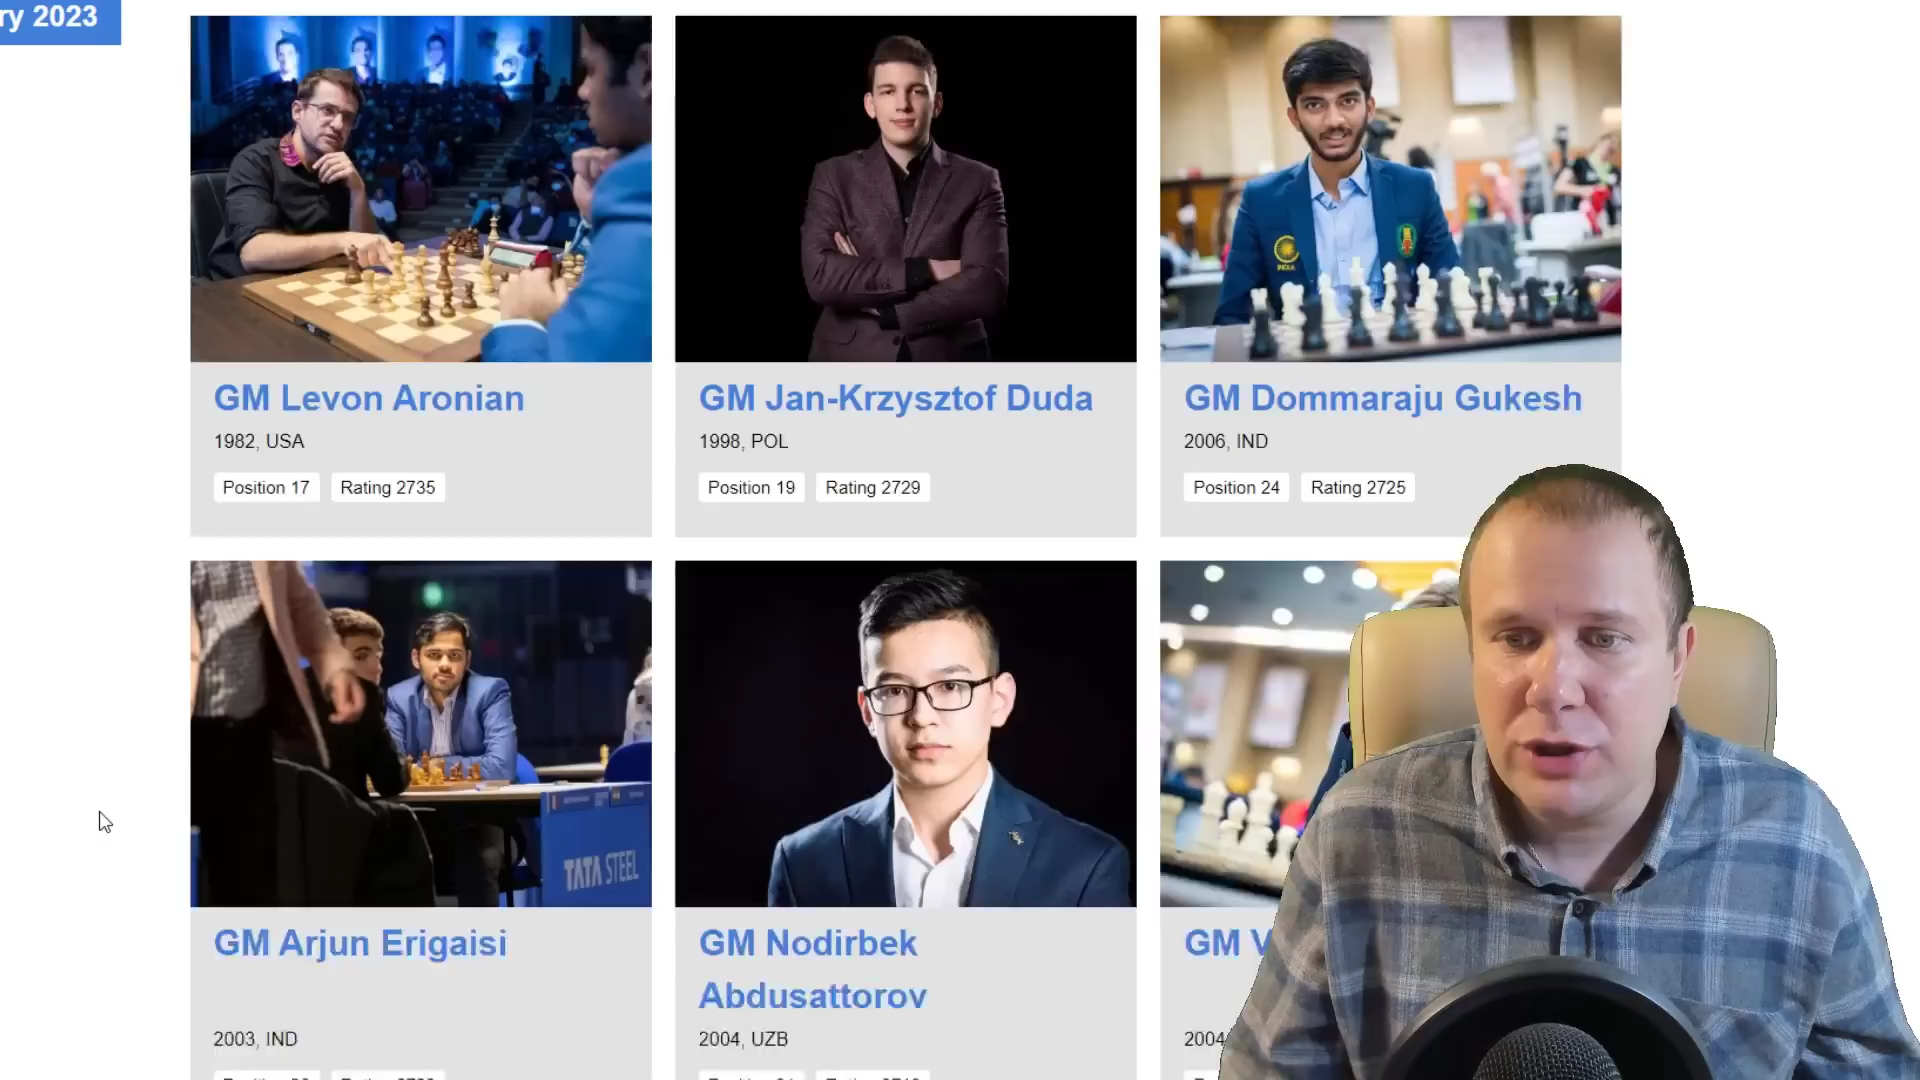 ry 2023
GM Levon Aronian
1982, USA
Position 17 Rating 2735
GM Jan-Krzysztof Duda
1998, POL
Position 19 Rating 2729
INDIA
GM Dommaraju Gukesh
2006, IND
Position 24 Rating 2725
TATA STEEL
GM Arjun Erigaisi
2003, IND
GM Nodirbek
Abdusattorov
2004, UZB
GM V
2004